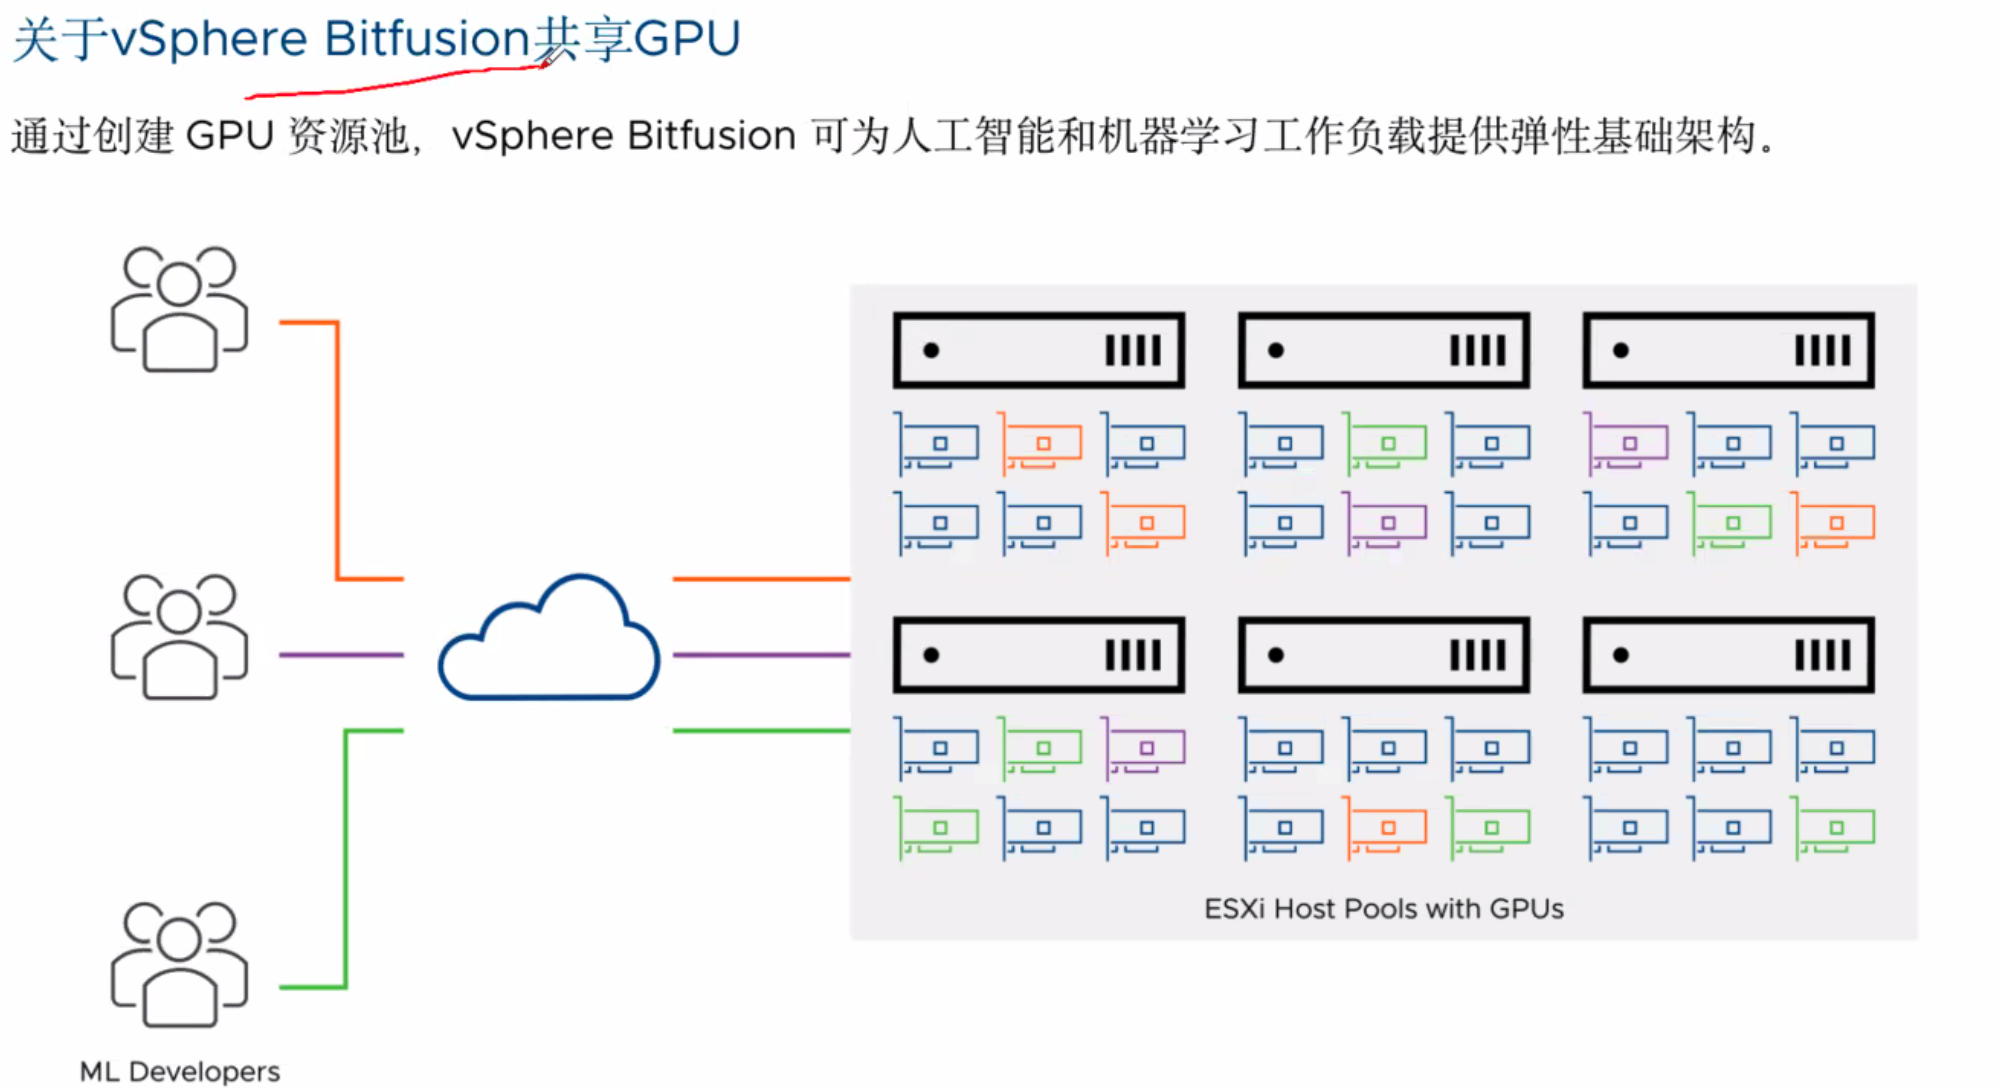 关于vSphere Bitfusion共享GPU
通过创建 GPU 资源池，vSphere Bitfusion 可为人工智能和机器学习工作负载提供弹性基础架构。
ESXi Host Pools with GPUs
ML Developers